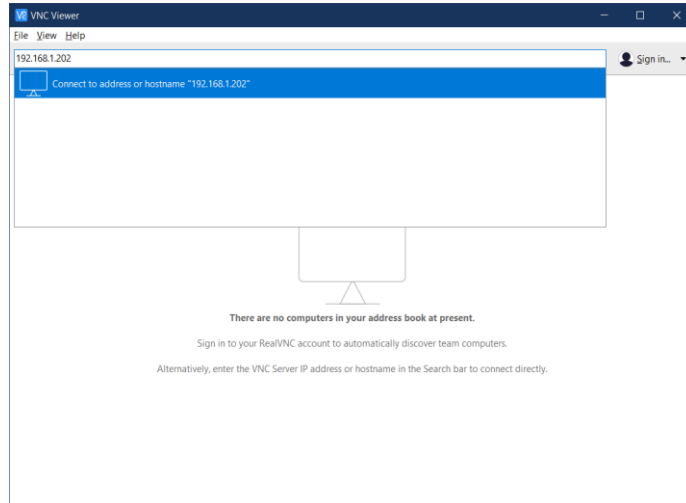 VNC Viewer
File View Help
192.168.1.202
Sign in...
Connect to address or hostname "192.168.1.202"
There are no computers in your address book at present.
Sign in to your RealVNC account to automatically discover team computers.
Alternatively, enter the VNC Server IP address or hostname in the Search bar to connect directly.